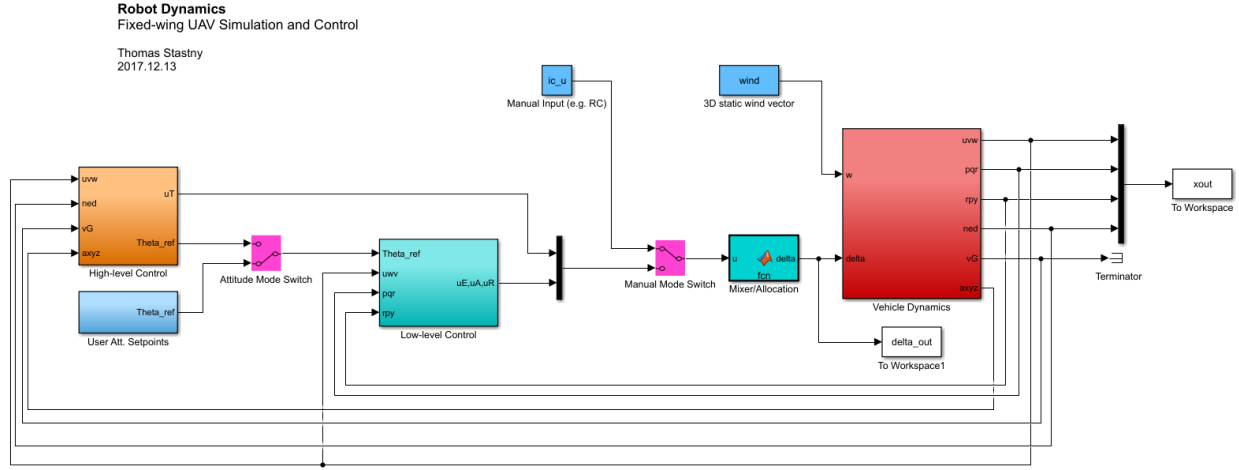 Robot Dynamics
Fixed-wing UAV Simulation and Control
Thomas Stastny
2017.12.13
ic_u
Manual Input (e.g. RC)
wind
3D static wind vector
uvw
ned
vG
axyz
uT
Theta_ref
High-level Control
Theta_ref
User Att. Setpoints
Attitude Mode Switch
Theta_ref
uwv
pqr
rpy
uE,uA,uR
Low-level Control
Manual Mode Switch
u
delta
fcn
Mixer/Allocation
w
delta
uvw
pqr
rpy
ned
vG
axyz
Vehicle Dynamics
delta_out
To Workspace1
xout
To Workspace
Terminator